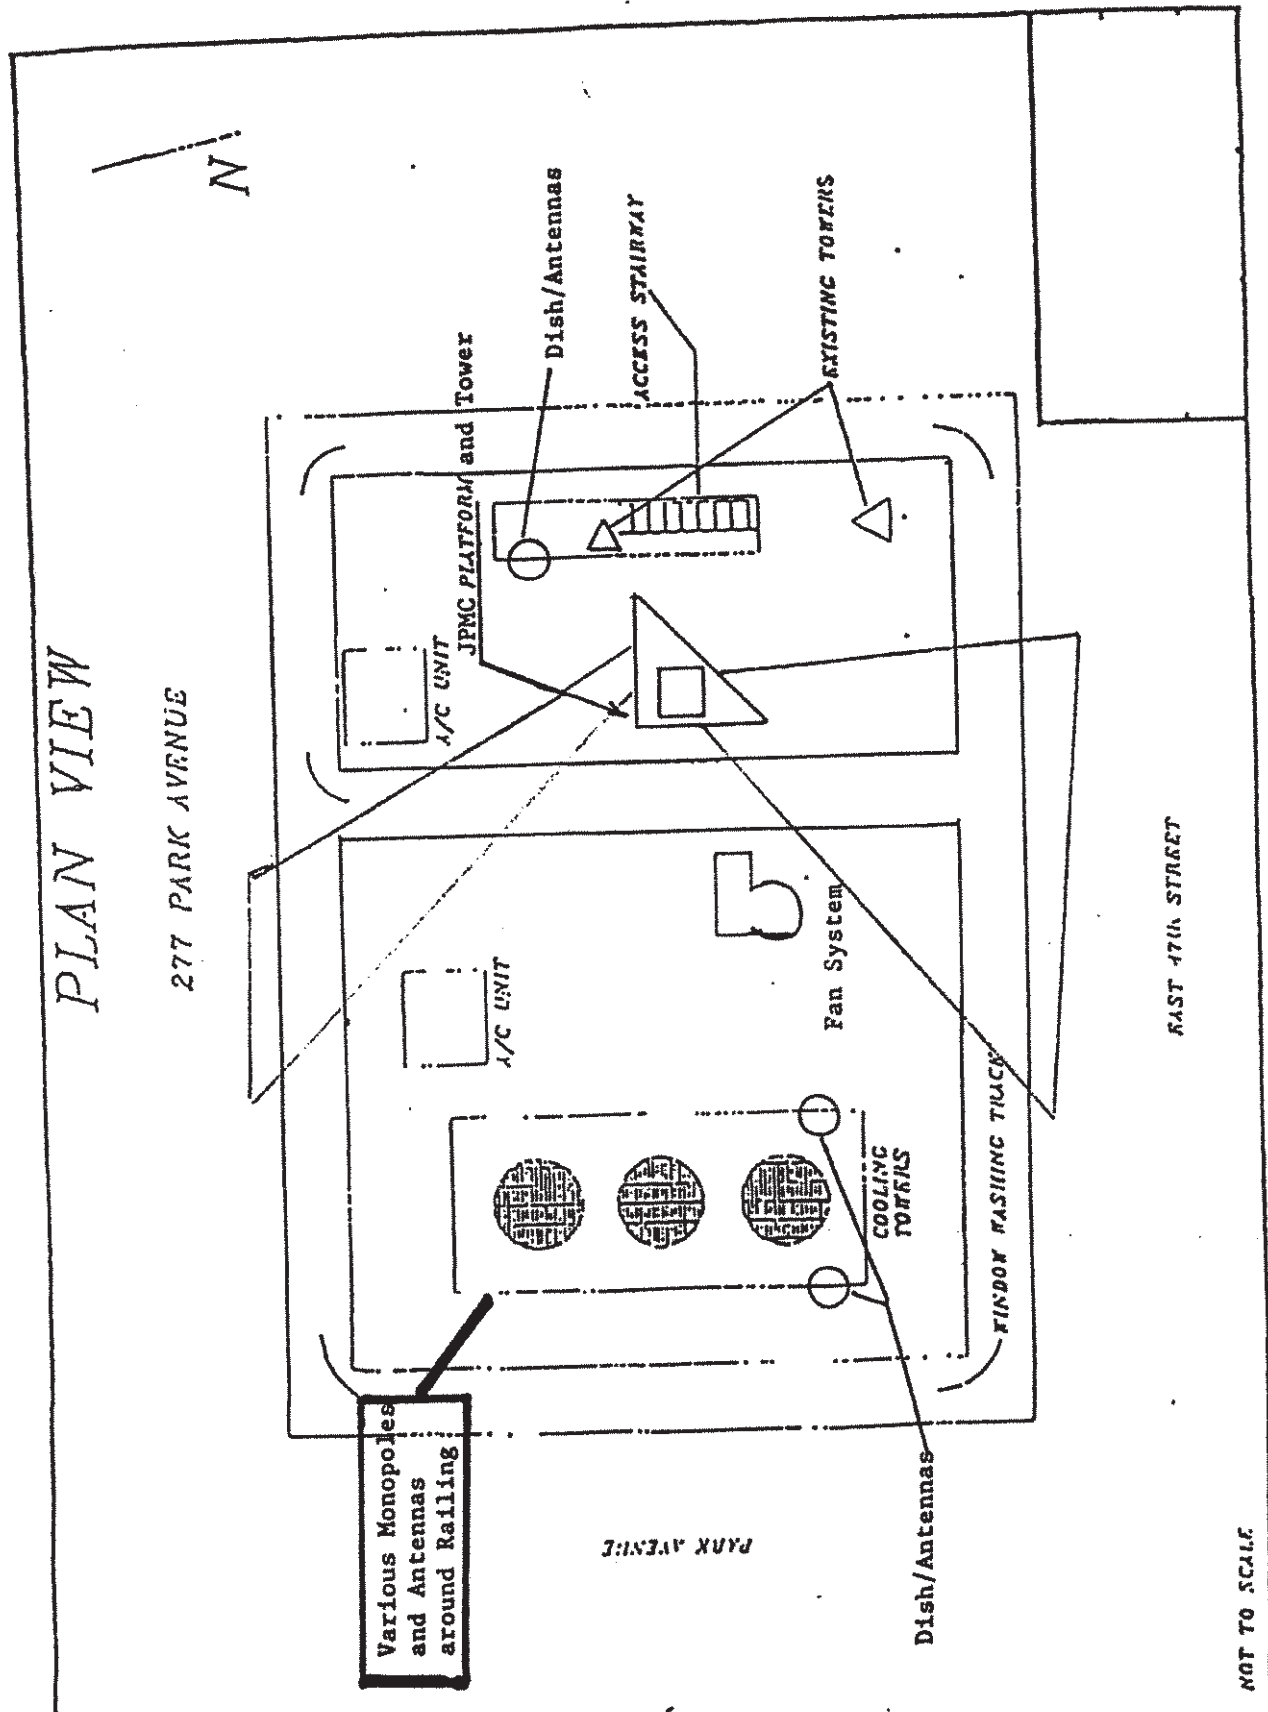 PLAN VIEW
277 PARK AVENUE
N
Various Monopoles
and Antennas
around Railing
A/C UNIT
A/C UNIT
JPMC PLATFORM and Tower
Dish/Antennas
ACCESS STAIRWAY
EXISTING TOWERS
Fan System
COOLING
TOWERS
WINDOW WASHING TRACK
PARK AVENUE
Dish/Antennas
EAST 47th STREET
NOT TO SCALE